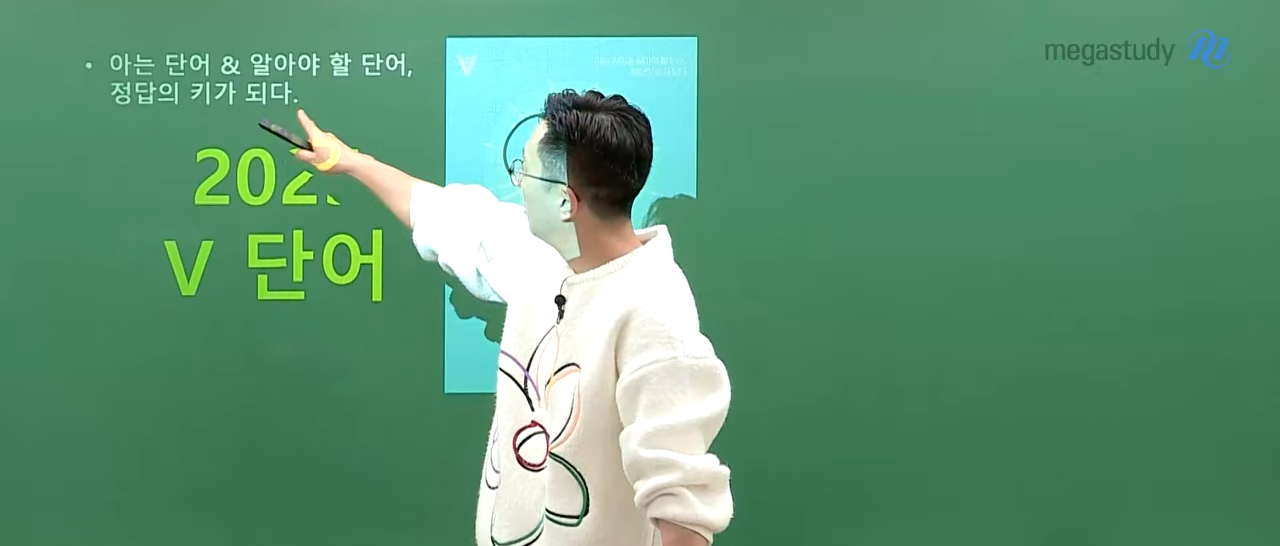 • 아는 단어 & 알아야 할 단어,
정답의 키가 되다.
megastudy
V
V 단어